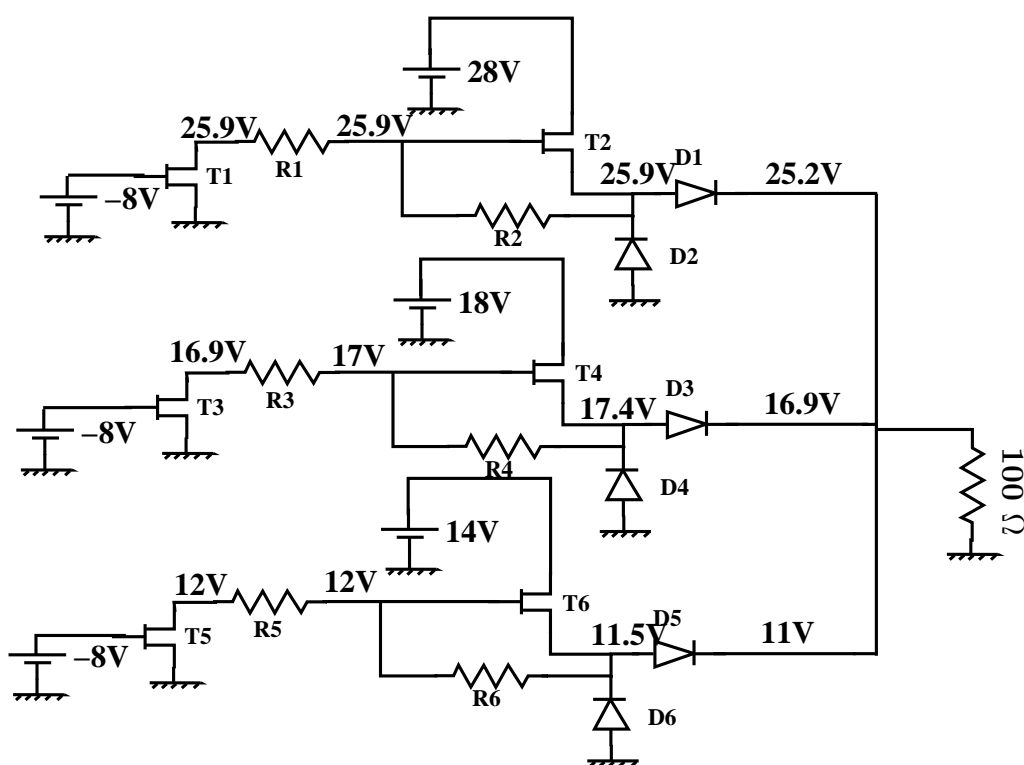 28V
25.9V
25.9V
R1
T2
T1
−8V
25.9V
D1
25.2V
R2
D2
18V
16.9V
17V
R3
T4
T3
−8V
17.4V
D3
16.9V
R4
D4
100 Ω
14V
12V
12V
R5
T6
T5
−8V
11.5V
D5
11V
R6
D6